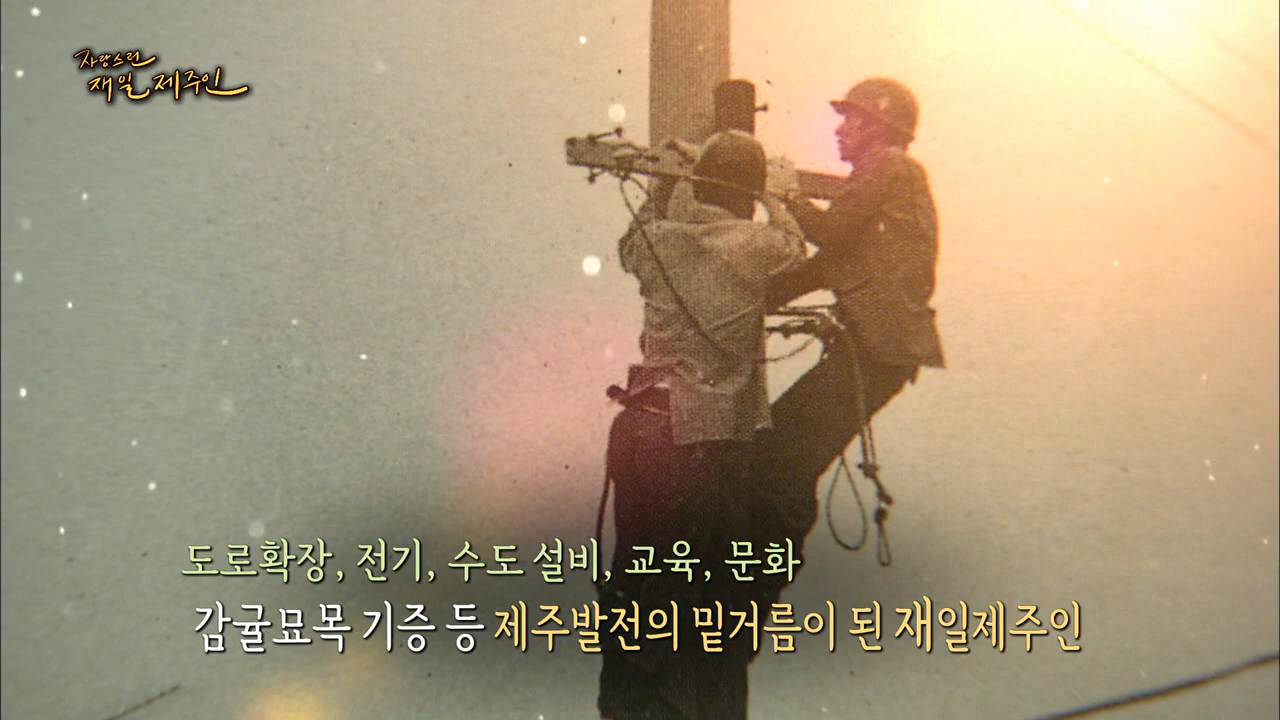 자랑스런
재일제주인
도로확장, 전기, 수도 설비, 교육, 문화
감귤묘목 기증 등 제주발전의 밑거름이 된 재일제주인